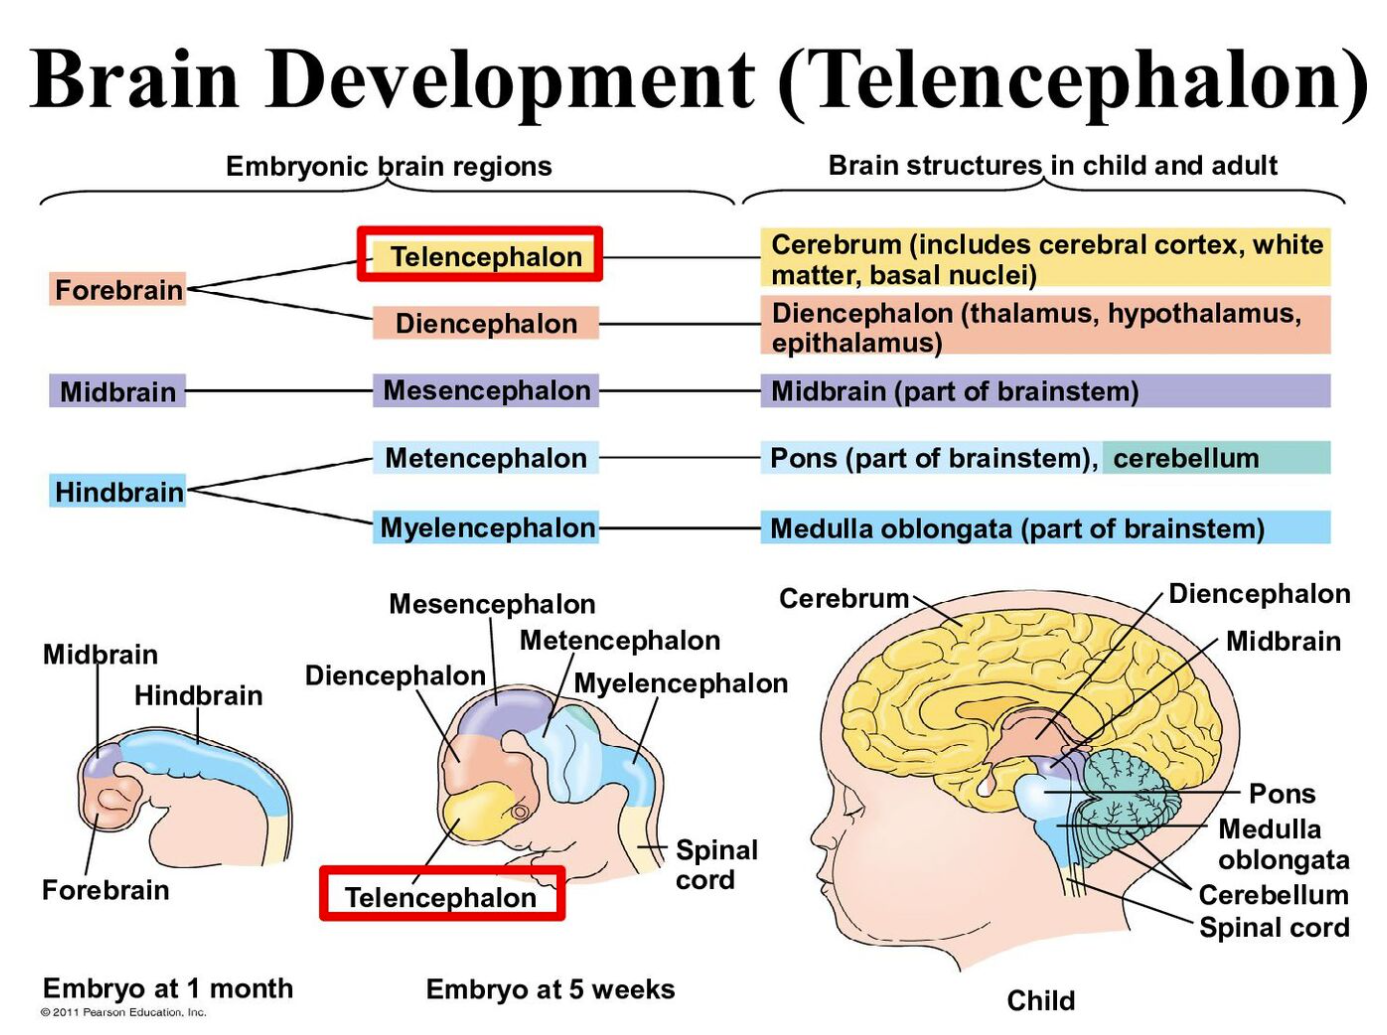 Brain Development (Telencephalon)
Embryonic brain regions
Brain structures in child and adult
Forebrain
Telencephalon
Cerebrum (includes cerebral cortex, white
matter, basal nuclei)
Diencephalon
Diencephalon (thalamus, hypothalamus,
epithalamus)
Midbrain
Mesencephalon
Midbrain (part of brainstem)
Hindbrain
Metencephalon
Pons (part of brainstem), cerebellum
Myelencephalon
Medulla oblongata (part of brainstem)
Midbrain
Hindbrain
Forebrain
Embryo at 1 month
Mesencephalon
Metencephalon
Diencephalon
Myelencephalon
Spinal
cord
Telencephalon
Embryo at 5 weeks
Cerebrum
Diencephalon
Midbrain
Pons
Medulla
oblongata
Cerebellum
Spinal cord
Child
© 2011 Pearson Education, Inc.